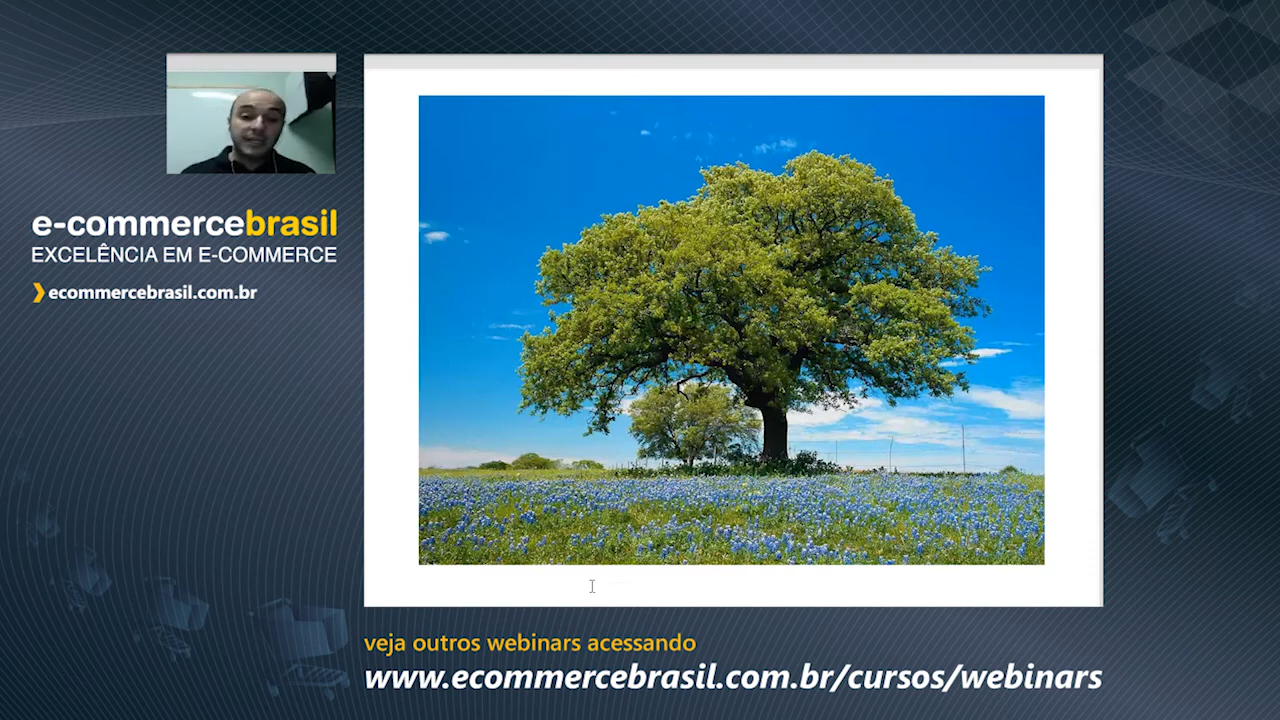 e-commercebrasil
EXCELÊNCIA EM E-COMMERCE
ecommercebrasil.com.br
veja outros webinars acessando
www.ecommercebrasil.com.br/cursos/webinars